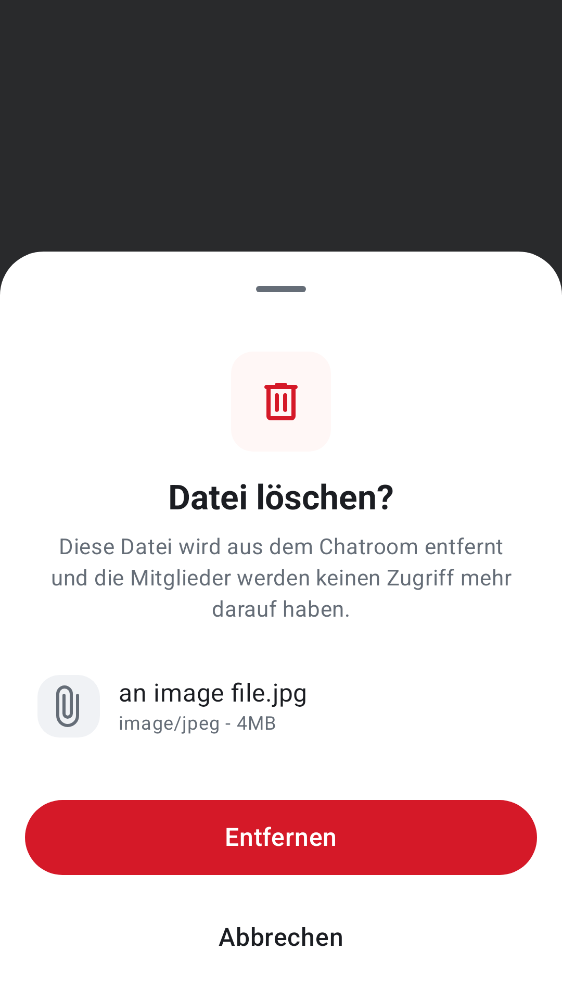 Datei löschen?
Diese Datei wird aus dem Chatroom entfernt
und die Mitglieder werden keinen Zugriff mehr
darauf haben.
an image file.jpg
image/jpeg - 4MB
Entfernen
Abbrechen